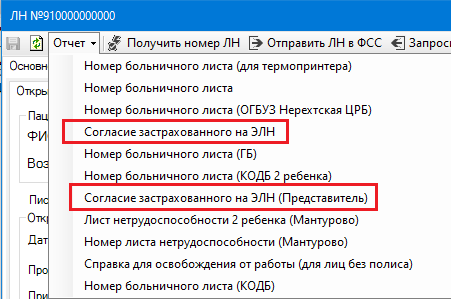 ЛН №910000000000
Отчет Получить номер ЛН Отправить ЛН в ФСС
Основн
Номер больничного листа (для термопринтера)
Откры
Номер больничного листа
Пац
Номер больничного листа (ОГБУЗ Нерехтская ЦРБ)
ФИ
Согласие застрахованного на ЭЛН
Воз
Номер больничного листа (ГБ)
Номер больничного листа (КОДБ 2 ребенка)
Согласие застрахованного на ЭЛН (Представитель)
Откр
Лист нетрудоспособности 2 ребенка (Мантурово)
Дат
Номер листа нетрудоспособности (Мантурово)
Справка для освобождения от работы (для лиц без полиса)
При
Номер больничного листа (КОДБ)